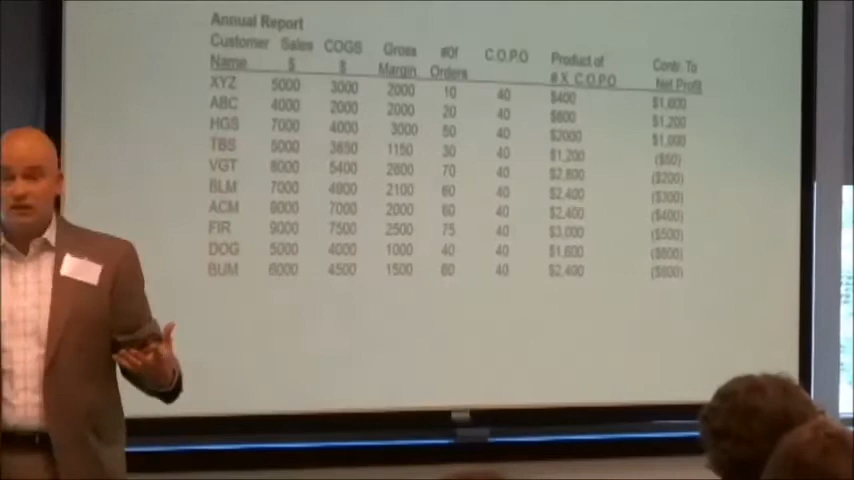 Annual Report
Customer Sales COGS Gross #Of C.O.P.O Product of Contr. To
Name $ $ Margin Orders # X C.O.P.O Net Profit
XYZ 5000 3000 2000 10 40 $400 $1,600
ABC 4000 2000 2000 20 40 $800 $1,200
HGS 7000 4000 3000 50 40 $2000 $1,000
TBS 5000 3850 1150 30 40 $1,200 ($50)
VGT 8000 5400 2600 70 40 $2,800 ($200)
BLM 7000 4900 2100 60 40 $2,400 ($300)
ACM 9000 7000 2000 60 40 $2,400 ($400)
FIR 9000 7500 2500 75 40 $3,000 ($500)
DOG 5000 4000 1000 40 40 $1,600 ($600)
BUM 6000 4500 1500 60 40 $2,400 ($900)